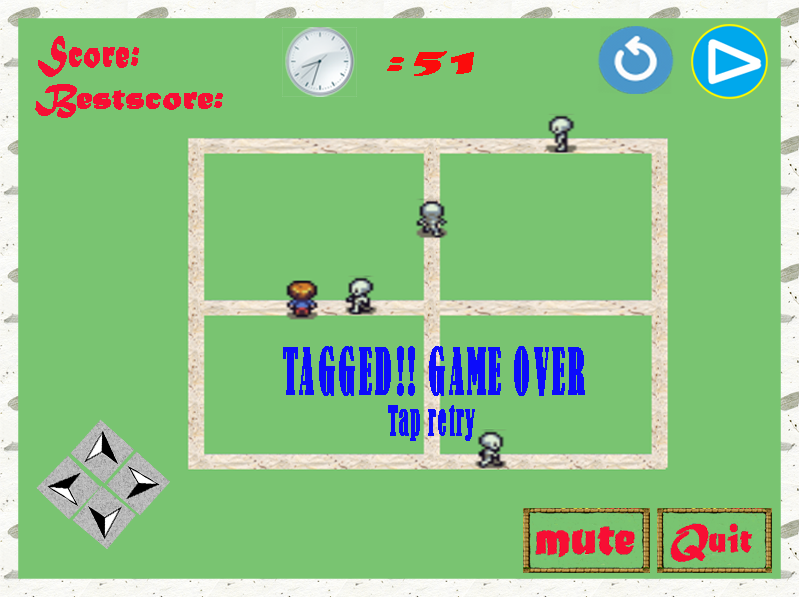 Score:
= 51
Bestscore:
TAGGED!! GAME OVER
Tap retry
mute
Quit